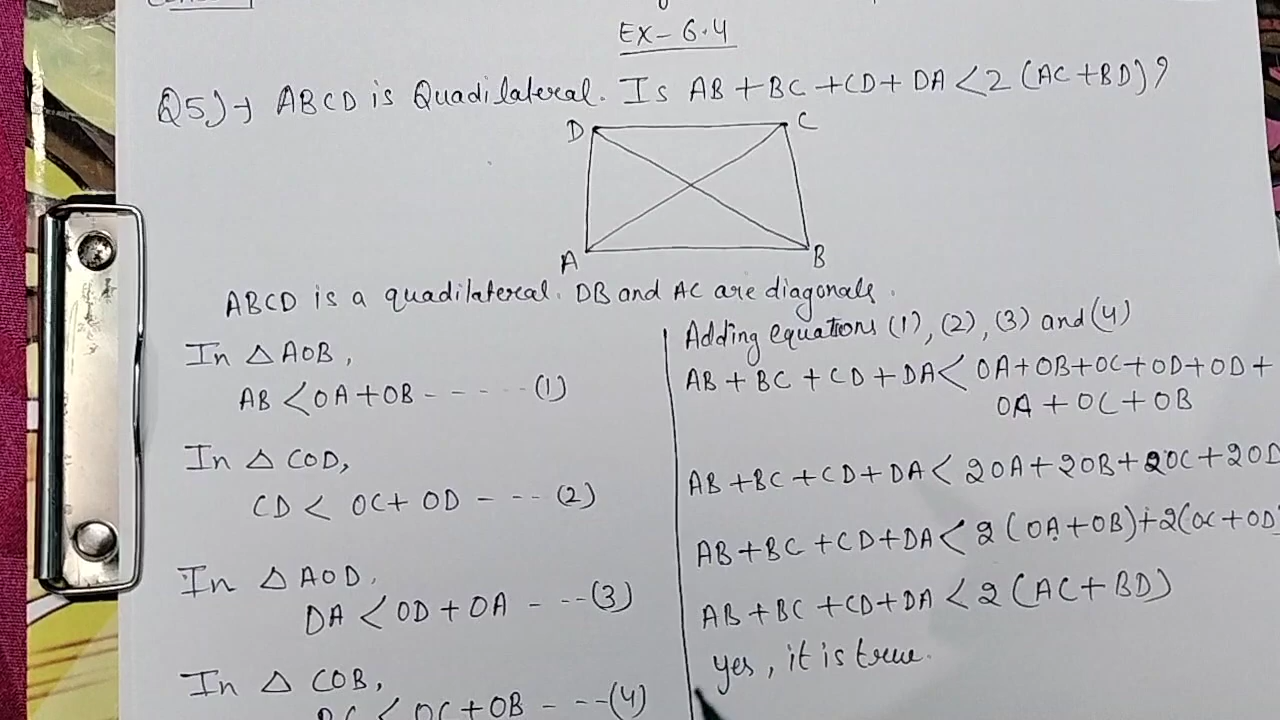 Ex- 6.4
Q5)→ ABCD is Quadilateral. Is AB+BC+CD+DA<2(AC+BD)?
D C
A B
ABCD is a quadilateral. DB and AC are diagonals.
In △AOB,
AB<OA+OB- - - - - -(1)
In △ COD,
CD < OC+ OD - - - - (2)
In △AOD.
DA <OD+OA - - -(3)
In △ COB,
BC < OC+OB - - -(4)
Adding equations (1), (2), (3) and (4)
AB+BC+CD+DA< OA+OB+OC+OD+OD+
OA+OC+OB
AB+BC+CD+DA< 2OA+2OB+2OC+2OD
AB+BC+CD+DA< 2(OA+OB)+2(OC+OD)
AB+BC+CD+DA <2(AC+BD)
yes, it is true.